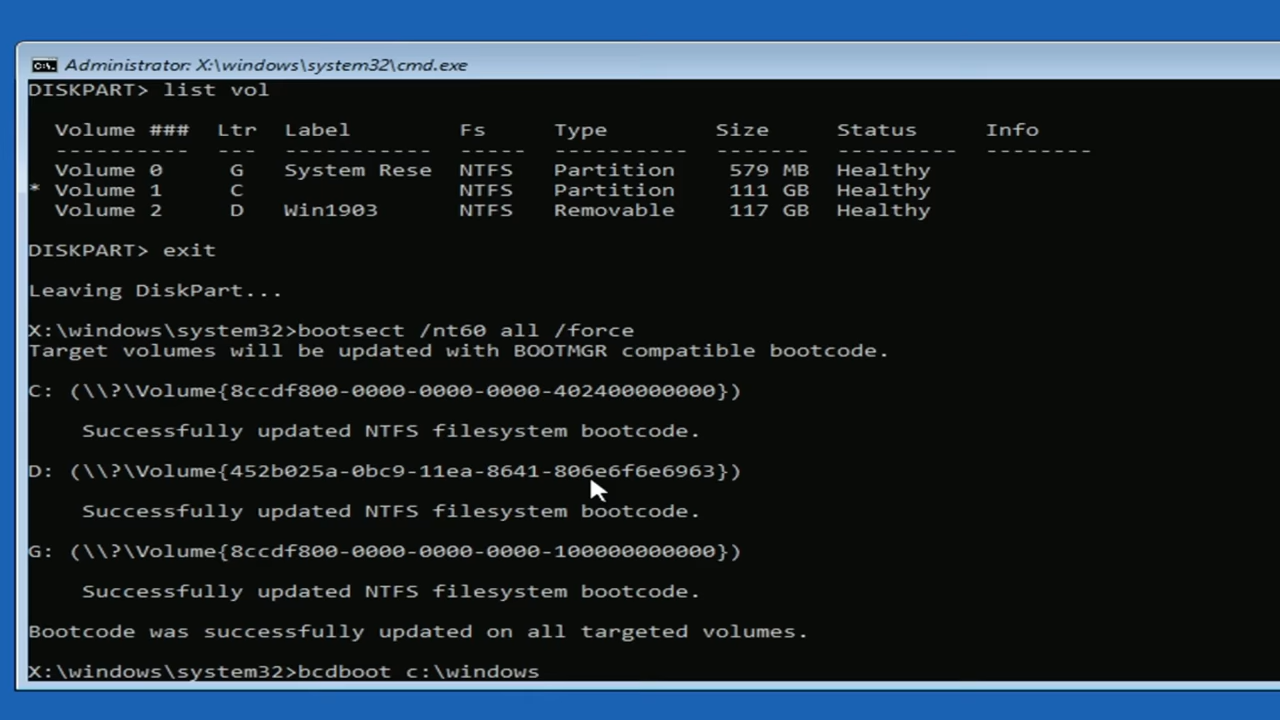 Administrator: X:\windows\system32\cmd.exe
DISKPART> list vol
Volume ### Ltr Label Fs Type Size Status Info
---------- --- ----------- ----- ---------- ------- --------- --------
Volume 0 G System Rese NTFS Partition 579 MB Healthy
* Volume 1 C NTFS Partition 111 GB Healthy
Volume 2 D Win1903 NTFS Removable 117 GB Healthy
DISKPART> exit
Leaving DiskPart...
X:\windows\system32>bootsect /nt60 all /force
Target volumes will be updated with BOOTMGR compatible bootcode.
C: (\\?\Volume{8ccdf800-0000-0000-0000-402400000000})
Successfully updated NTFS filesystem bootcode.
D: (\\?\Volume{452b025a-0bc9-11ea-8641-806e6f6e6963})
Successfully updated NTFS filesystem bootcode.
G: (\\?\Volume{8ccdf800-0000-0000-0000-100000000000})
Successfully updated NTFS filesystem bootcode.
Bootcode was successfully updated on all targeted volumes.
X:\windows\system32>bcdboot c:\windows